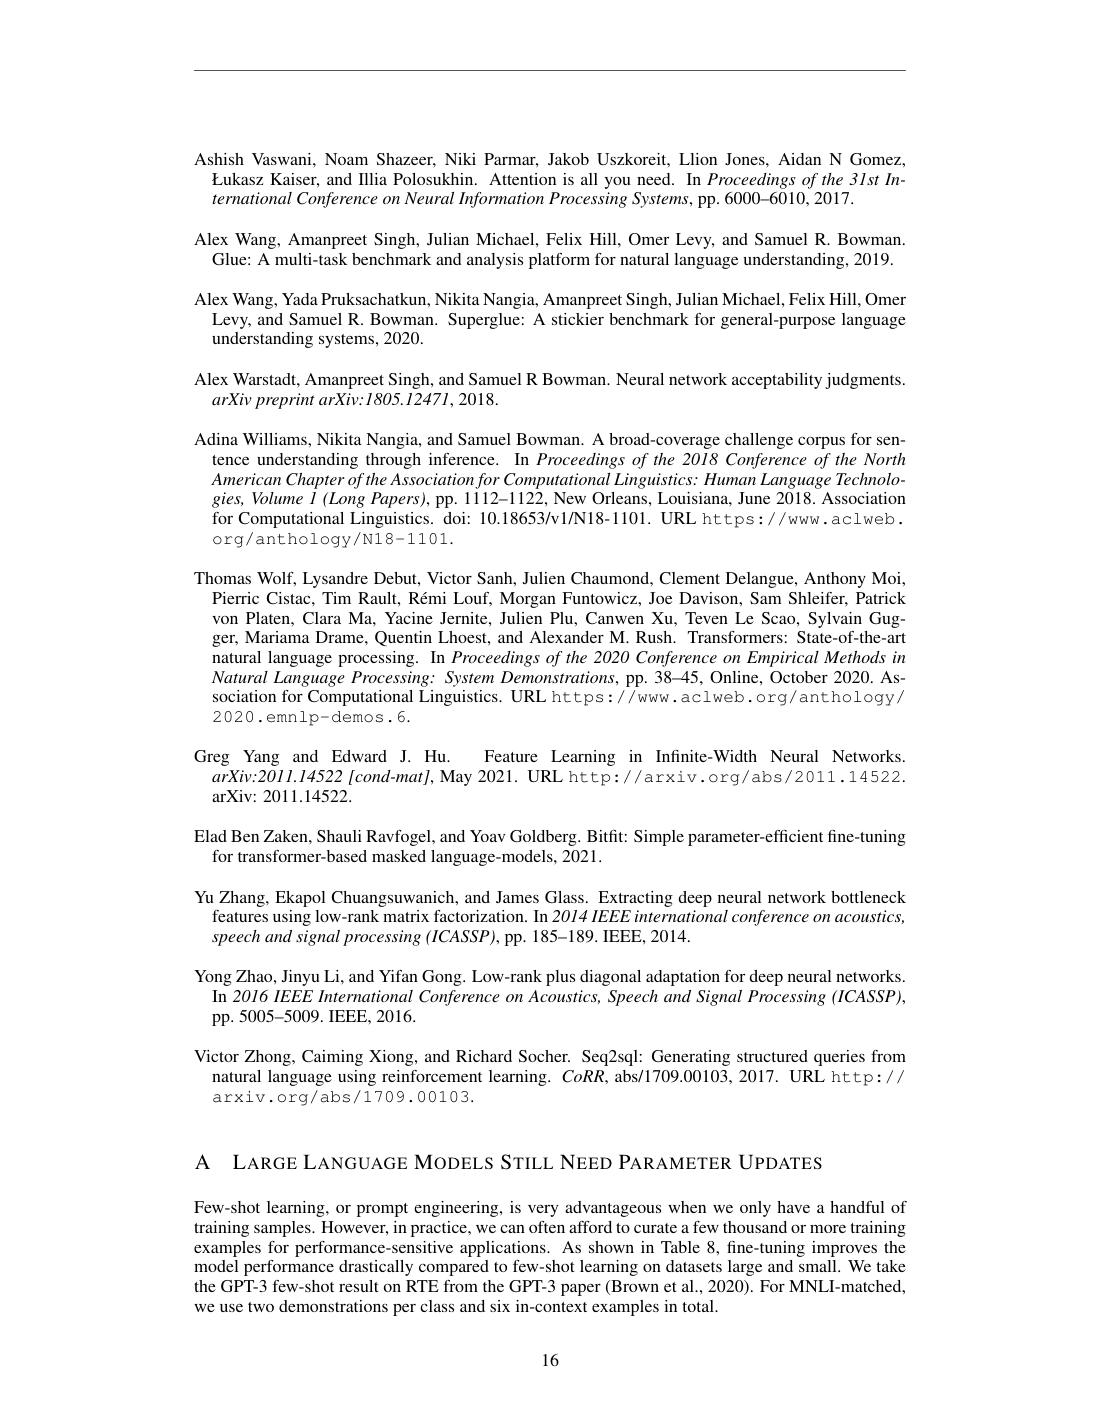 Ashish Vaswani, Noam Shazeer, Niki Parmar, Jakob Uszkoreit, Llion Jones, Aidan N Gomez,
Łukasz Kaiser, and Illia Polosukhin. Attention is all you need. In Proceedings of the 31st In-
ternational Conference on Neural Information Processing Systems, pp. 6000–6010, 2017.
Alex Wang, Amanpreet Singh, Julian Michael, Felix Hill, Omer Levy, and Samuel R. Bowman.
Glue: A multi-task benchmark and analysis platform for natural language understanding, 2019.
Alex Wang, Yada Pruksachatkun, Nikita Nangia, Amanpreet Singh, Julian Michael, Felix Hill, Omer
Levy, and Samuel R. Bowman. Superglue: A stickier benchmark for general-purpose language
understanding systems, 2020.
Alex Warstadt, Amanpreet Singh, and Samuel R Bowman. Neural network acceptability judgments.
arXiv preprint arXiv:1805.12471, 2018.
Adina Williams, Nikita Nangia, and Samuel Bowman. A broad-coverage challenge corpus for sen-
tence understanding through inference. In Proceedings of the 2018 Conference of the North
American Chapter of the Association for Computational Linguistics: Human Language Technolo-
gies, Volume 1 (Long Papers), pp. 1112–1122, New Orleans, Louisiana, June 2018. Association
for Computational Linguistics. doi: 10.18653/v1/N18-1101. URL https://www.aclweb.
org/anthology/N18-1101.
Thomas Wolf, Lysandre Debut, Victor Sanh, Julien Chaumond, Clement Delangue, Anthony Moi,
Pierric Cistac, Tim Rault, Rémi Louf, Morgan Funtowicz, Joe Davison, Sam Shleifer, Patrick
von Platen, Clara Ma, Yacine Jernite, Julien Plu, Canwen Xu, Teven Le Scao, Sylvain Gug-
ger, Mariama Drame, Quentin Lhoest, and Alexander M. Rush. Transformers: State-of-the-art
natural language processing. In Proceedings of the 2020 Conference on Empirical Methods in
Natural Language Processing: System Demonstrations, pp. 38–45, Online, October 2020. As-
sociation for Computational Linguistics. URL https://www.aclweb.org/anthology/
2020.emnlp-demos.6.
Greg Yang and Edward J. Hu. Feature Learning in Infinite-Width Neural Networks.
arXiv:2011.14522 [cond-mat], May 2021. URL http://arxiv.org/abs/2011.14522.
arXiv: 2011.14522.
Elad Ben Zaken, Shauli Ravfogel, and Yoav Goldberg. Bitfit: Simple parameter-efficient fine-tuning
for transformer-based masked language-models, 2021.
Yu Zhang, Ekapol Chuangsuwanich, and James Glass. Extracting deep neural network bottleneck
features using low-rank matrix factorization. In 2014 IEEE international conference on acoustics,
speech and signal processing (ICASSP), pp. 185–189. IEEE, 2014.
Yong Zhao, Jinyu Li, and Yifan Gong. Low-rank plus diagonal adaptation for deep neural networks.
In 2016 IEEE International Conference on Acoustics, Speech and Signal Processing (ICASSP),
pp. 5005–5009. IEEE, 2016.
Victor Zhong, Caiming Xiong, and Richard Socher. Seq2sql: Generating structured queries from
natural language using reinforcement learning. CoRR, abs/1709.00103, 2017. URL http://
arxiv.org/abs/1709.00103.
A LARGE LANGUAGE MODELS STILL NEED PARAMETER UPDATES
Few-shot learning, or prompt engineering, is very advantageous when we only have a handful of
training samples. However, in practice, we can often afford to curate a few thousand or more training
examples for performance-sensitive applications. As shown in Table 8, fine-tuning improves the
model performance drastically compared to few-shot learning on datasets large and small. We take
the GPT-3 few-shot result on RTE from the GPT-3 paper (Brown et al., 2020). For MNLI-matched,
we use two demonstrations per class and six in-context examples in total.
16